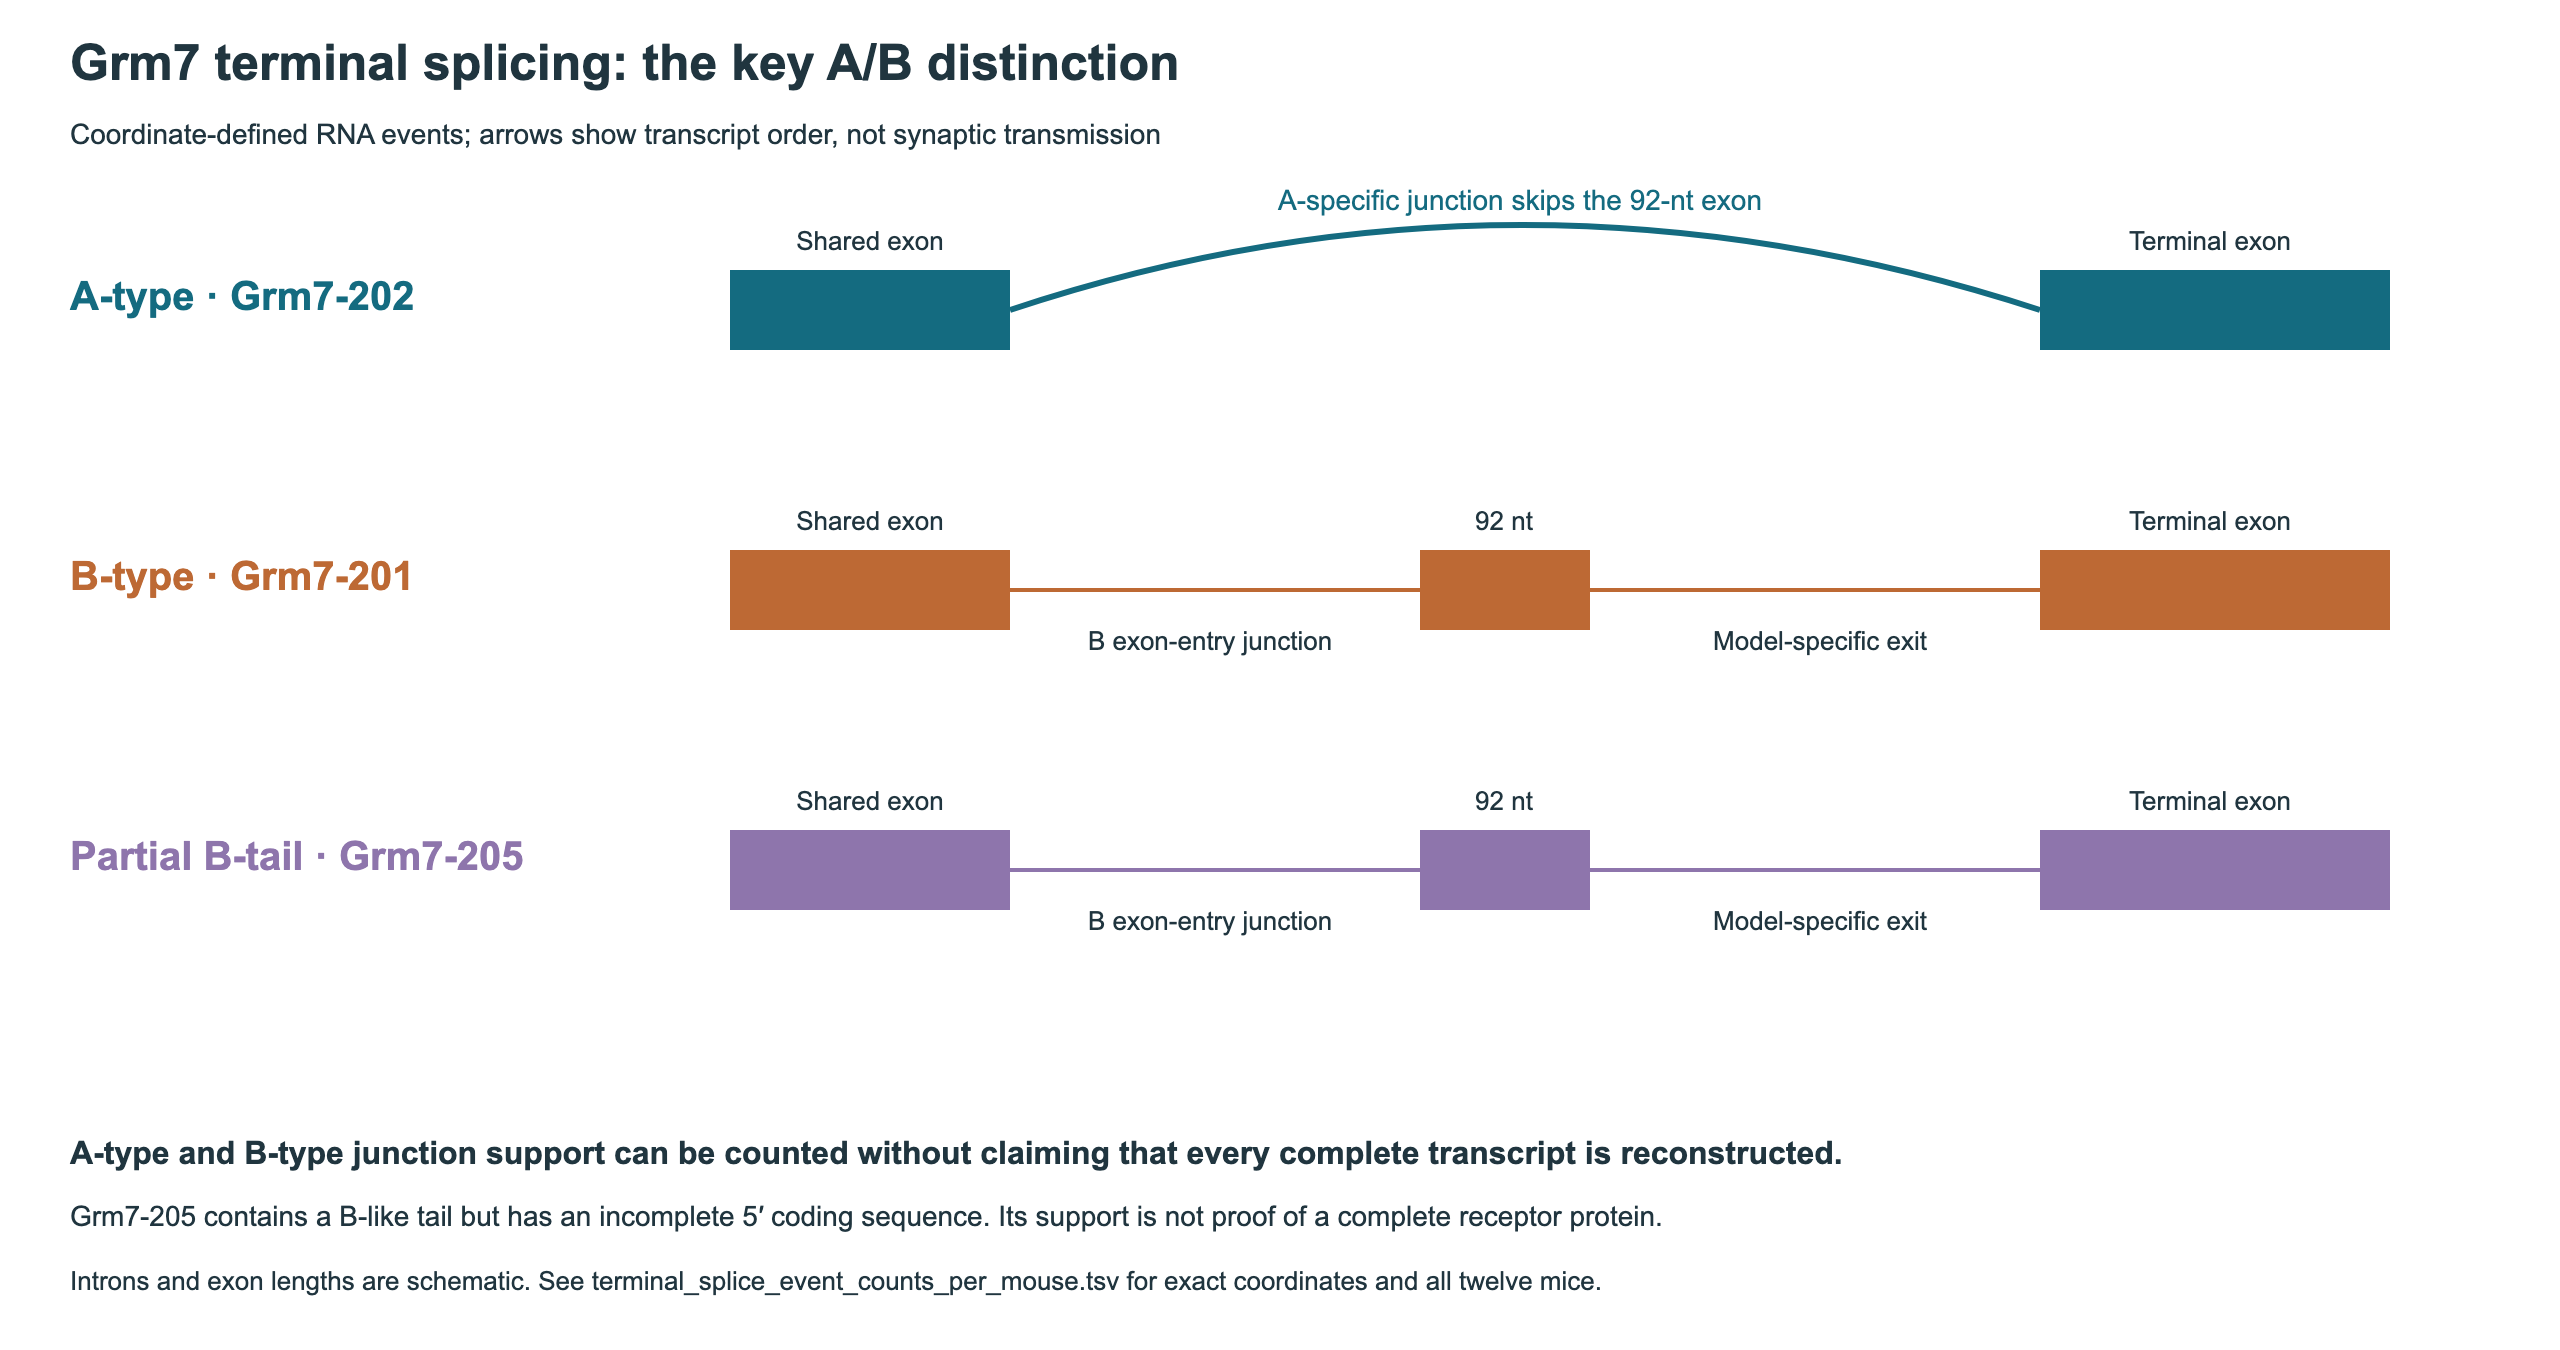 Grm7 terminal splicing: the key A/B distinction
Coordinate-defined RNA events; arrows show transcript order, not synaptic transmission
A-specific junction skips the 92-nt exon
Shared exon
Terminal exon
A-type · Grm7-202
Shared exon
92 nt
Terminal exon
B-type · Grm7-201
B exon-entry junction
Model-specific exit
Shared exon
92 nt
Terminal exon
Partial B-tail · Grm7-205
B exon-entry junction
Model-specific exit
A-type and B-type junction support can be counted without claiming that every complete transcript is reconstructed.
Grm7-205 contains a B-like tail but has an incomplete 5′ coding sequence. Its support is not proof of a complete receptor protein.
Introns and exon lengths are schematic. See terminal_splice_event_counts_per_mouse.tsv for exact coordinates and all twelve mice.